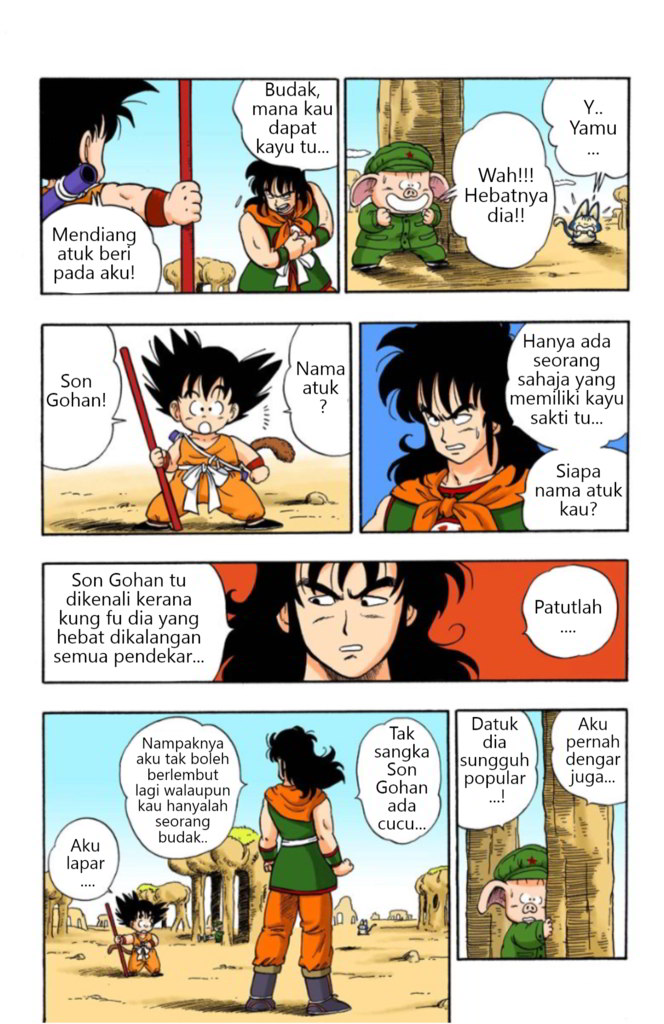 Y..
Yamu
...
Wah!!!
Hebatnya
dia!!
Budak,
mana kau
dapat
kayu tu...
Mendiang
atuk beri
pada aku!
Hanya ada
seorang
sahaja yang
memiliki kayu
sakti tu...
Siapa
nama atuk
kau?
Nama
atuk
?
Son
Gohan!
Patutlah
....
Son Gohan tu
dikenali kerana
kung fu dia yang
hebat dikalangan
semua pendekar...
Aku
pernah
dengar
juga...
Datuk
dia
sungguh
popular
...!
Tak
sangka
Son
Gohan
ada
cucu...
Nampaknya
aku tak boleh
berlembut
lagi walaupun
kau hanyalah
seorang
budak..
Aku
lapar
....